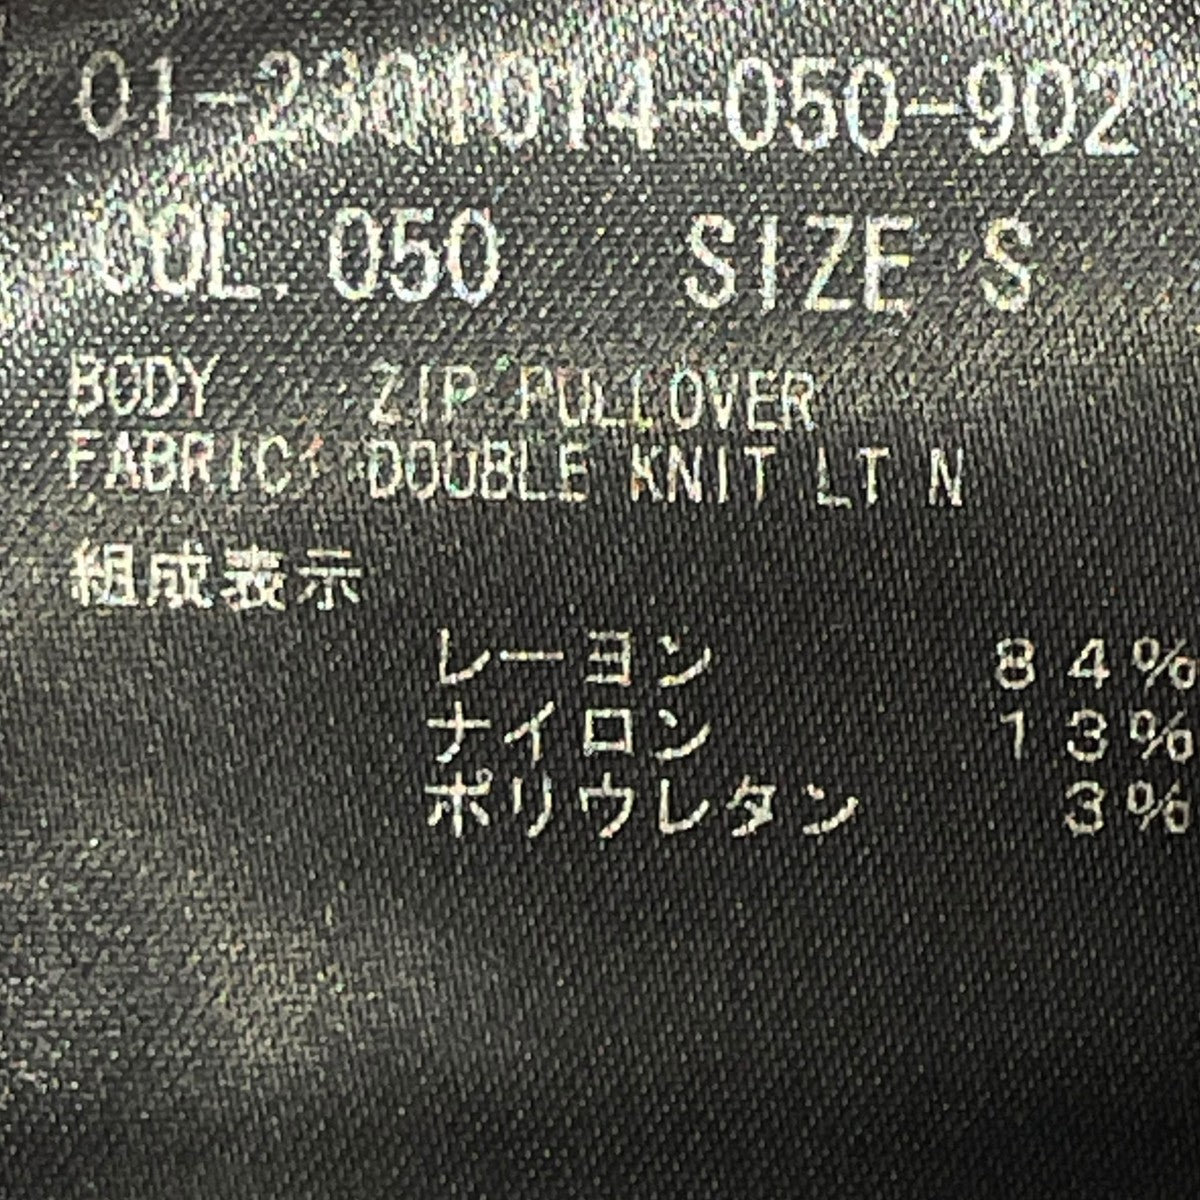 01-2301014-050-902
COL. 050 SIZE S
BODY ZIP PULLOVER
FABRIC DOUBLE KNIT LT N
組成表示
レーヨン 84%
ナイロン 13%
ポリウレタン 3%